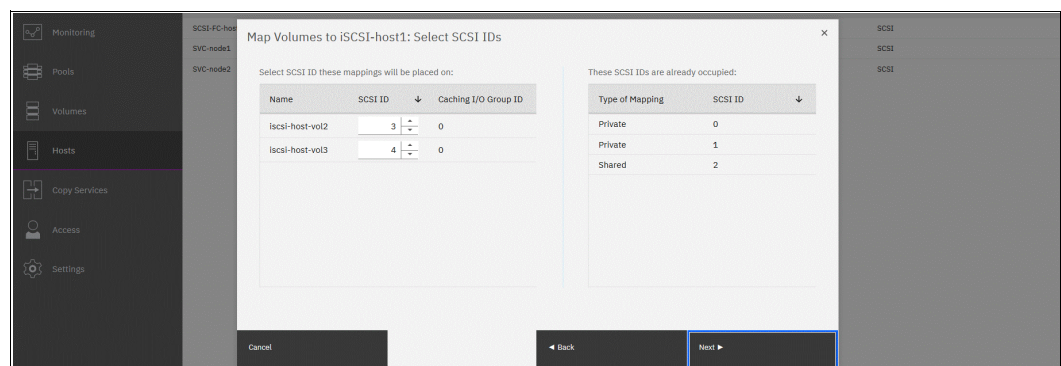 Monitoring
Pools
Volumes
Hosts
Copy Services
Access
Settings
SCSI-FC-hos
SCSI
SVC-node1
SCSI
SVC-node2
SCSI
Map Volumes to iSCSI-host1: Select SCSI IDs
×
Select SCSI ID these mappings will be placed on:
Name SCSI ID ↓ Caching I/O Group ID
iscsi-host-vol2 3 0
iscsi-host-vol3 4 0
These SCSI IDs are already occupied:
Type of Mapping SCSI ID ↓
Private 0
Private 1
Shared 2
Cancel
◄ Back
Next ►